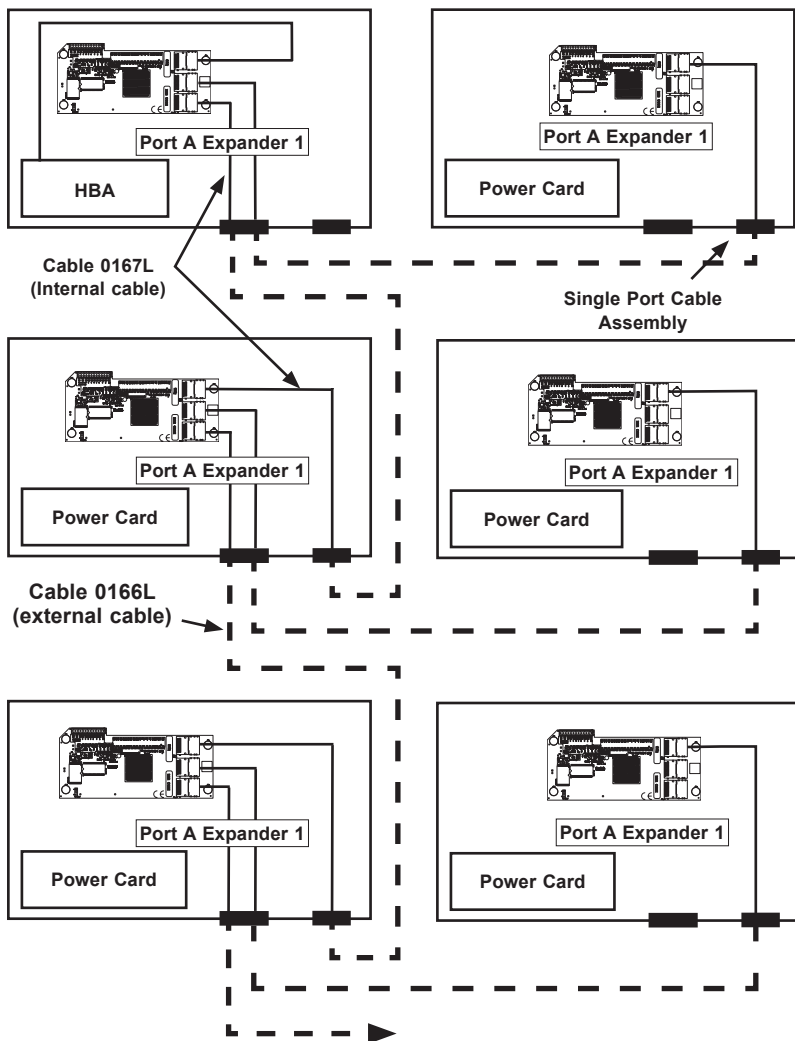 Port A Expander 1
HBA
Port A Expander 1
Power Card
Cable 0167L
(Internal cable)
Single Port Cable
Assembly
Port A Expander 1
Power Card
Port A Expander 1
Power Card
Cable 0166L
(external cable)
Port A Expander 1
Power Card
Port A Expander 1
Power Card